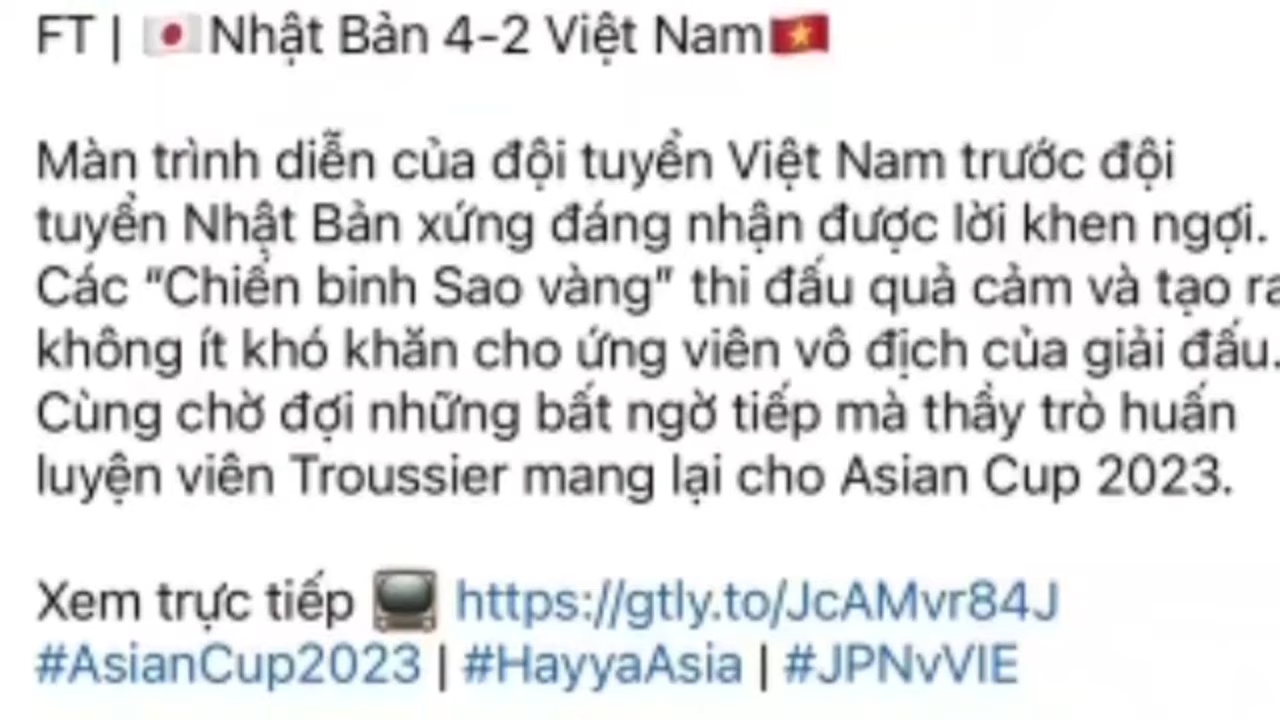 FT | 🇯🇵Nhật Bản 4-2 Việt Nam🇻🇳
Màn trình diễn của đội tuyển Việt Nam trước đội
tuyển Nhật Bản xứng đáng nhận được lời khen ngợi.
Các “Chiến binh Sao vàng” thi đấu quả cảm và tạo ra
không ít khó khăn cho ứng viên vô địch của giải đấu.
Cùng chờ đợi những bất ngờ tiếp mà thầy trò huấn
luyện viên Troussier mang lại cho Asian Cup 2023.
Xem trực tiếp 📺 https://gtly.to/JcAMvr84J
#AsianCup2023 | #HayyaAsia | #JPNvVIE